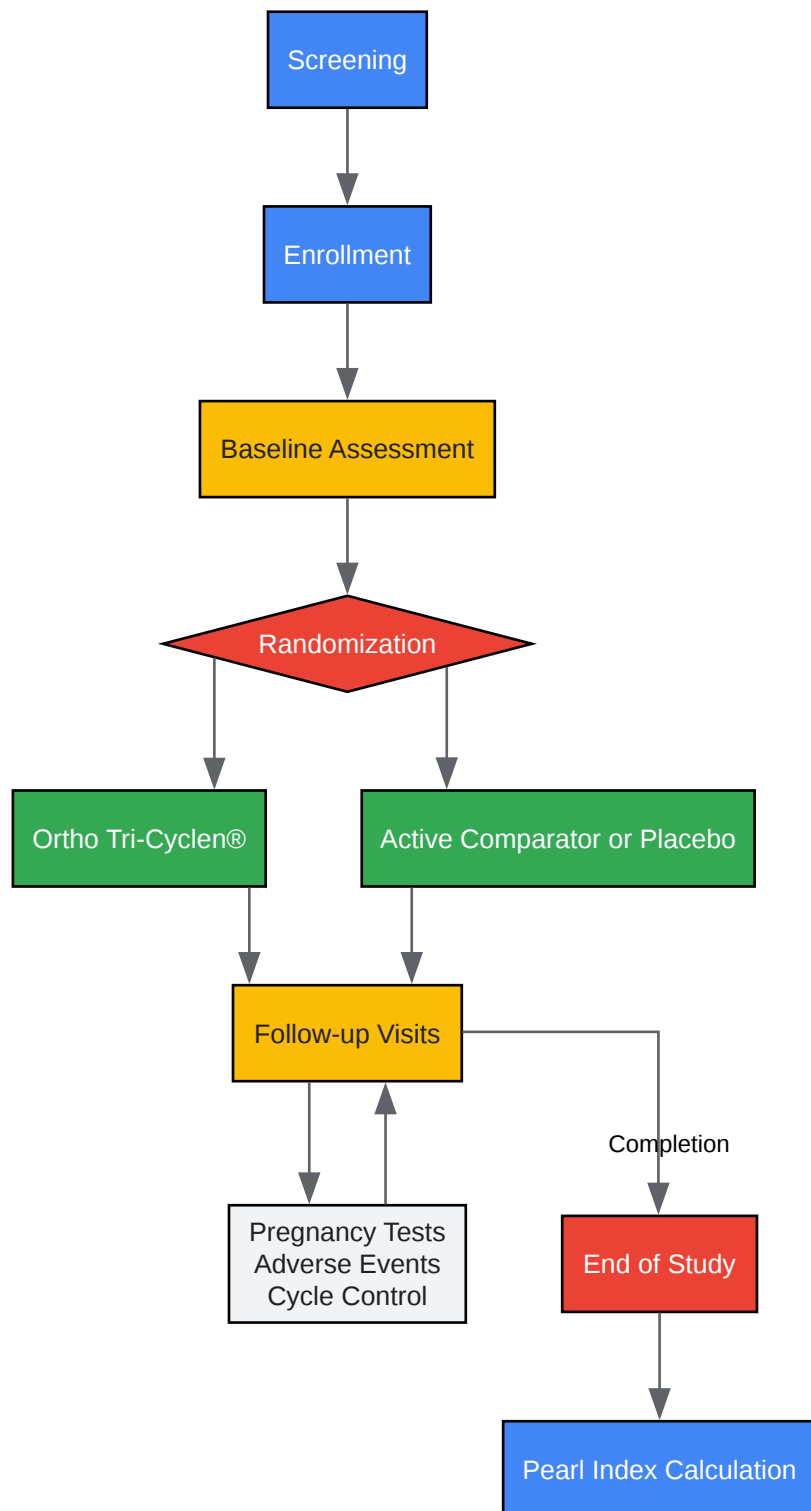 Screening
Enrollment
Baseline Assessment
Randomization
Ortho Tri-Cyclen®
Active Comparator or Placebo
Follow-up Visits
Completion
Pregnancy Tests
Adverse Events
Cycle Control
End of Study
Pearl Index Calculation